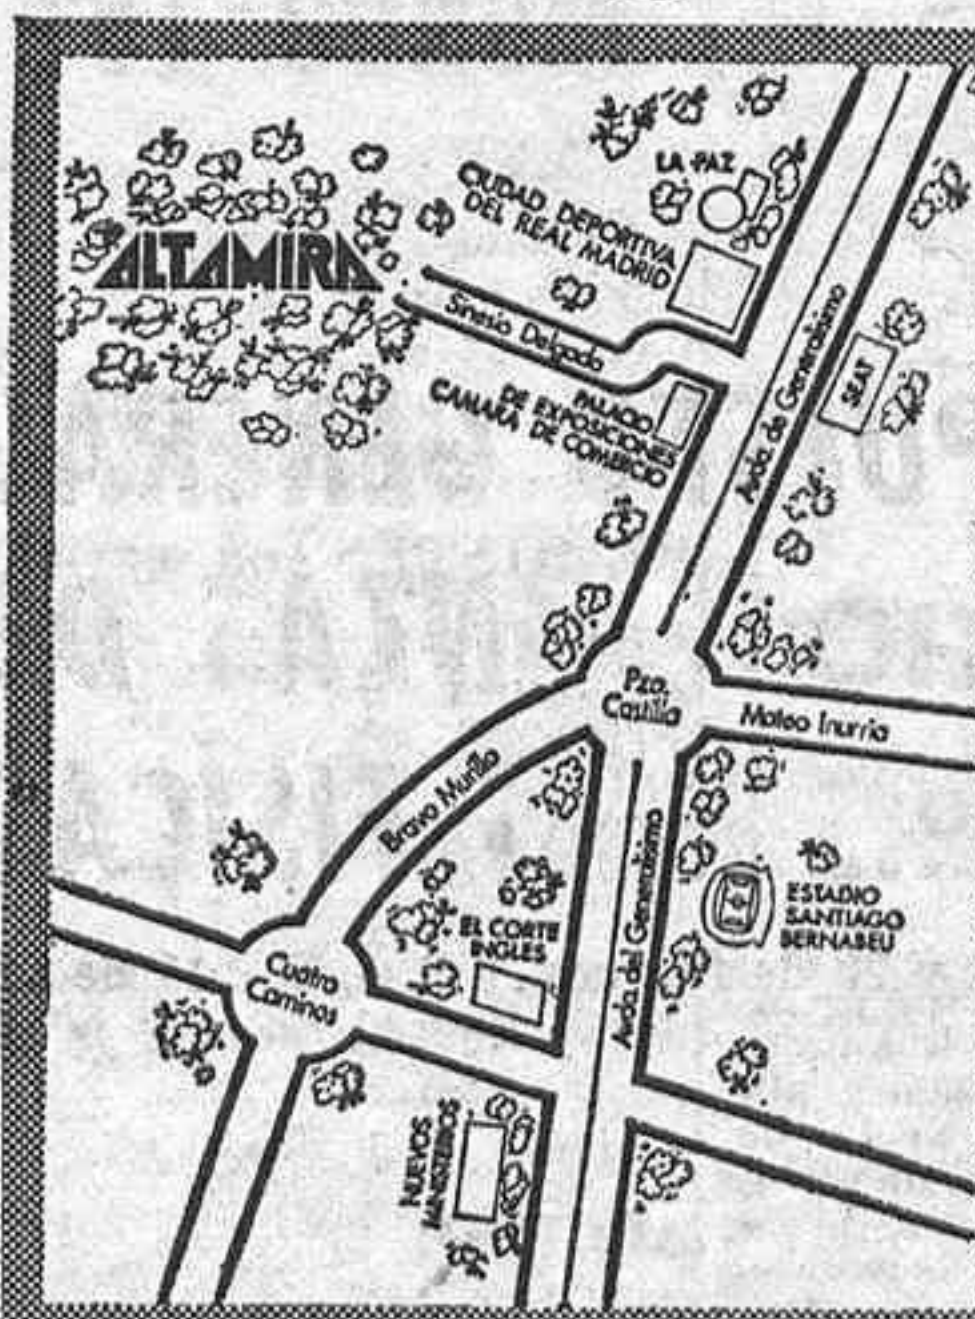 LA PAZ
CIUDAD DEPORTIVA
DEL REAL MADRID
ALTAMIRA
Sinesio Delgado
PALACIO
DE EXPOSICIONES
CAMARA DE COMERCIO
Avda. de Generalísimo
SEAT
Pza.
Castilla
Mateo Inurria
Bravo Murillo
Avda. del Generalísimo
ESTADIO
SANTIAGO
BERNABEU
EL CORTE
INGLES
Cuatro
Caminos
NUEVOS
MINISTERIOS